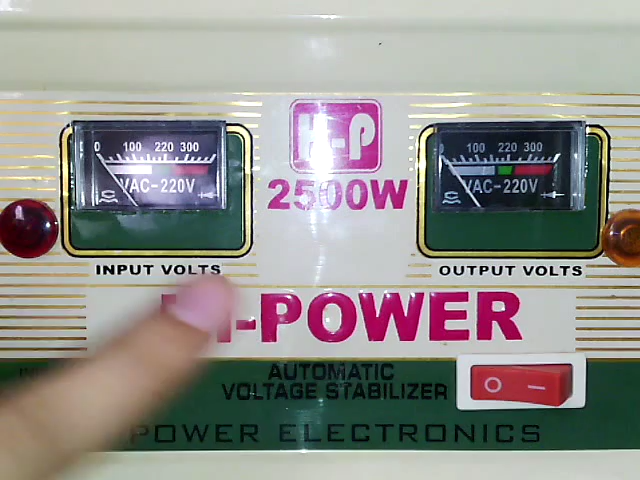 0 100 220 300
VAC-220V
0 100 220 300
VAC-220V
H-P
2500W
INPUT VOLTS
OUTPUT VOLTS
-POWER
AUTOMATIC
VOLTAGE STABILIZER
POWER ELECTRONICS